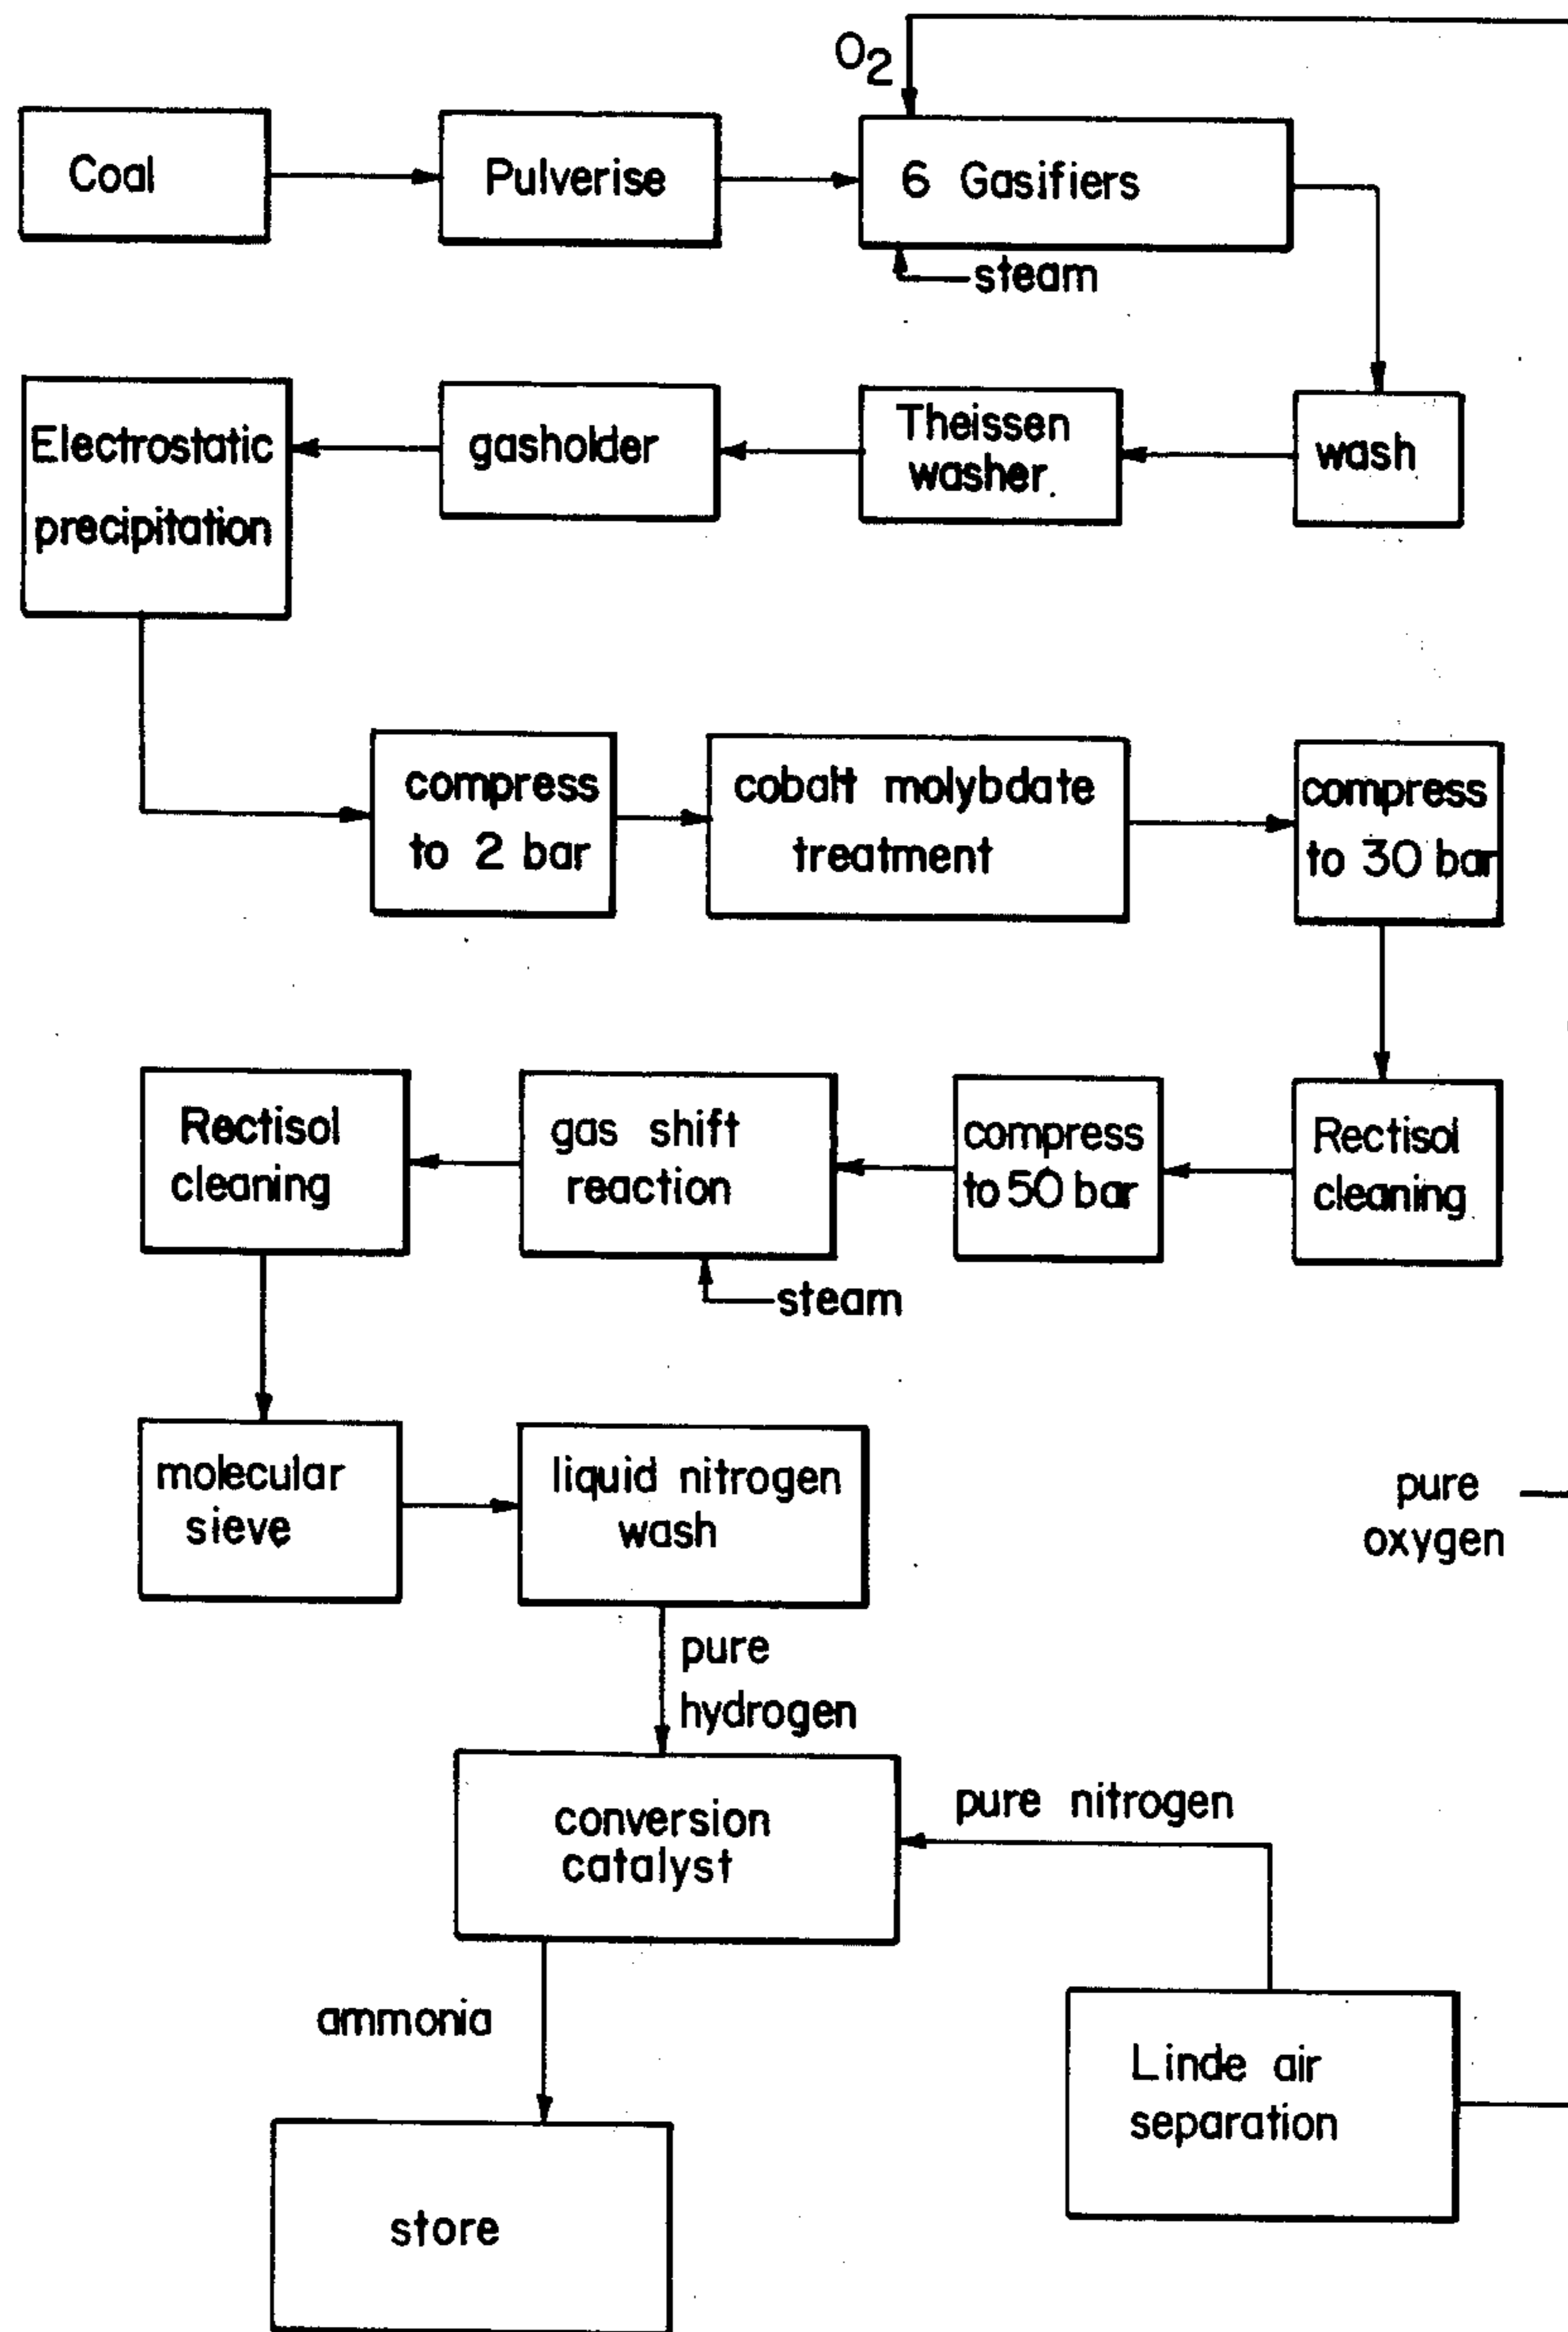 O2
Coal
Pulverise
6 Gasifiers
steam
Electrostatic
precipitation
gasholder
Theissen
washer
wash
compress
to 2 bar
cobalt molybdate
treatment
compress
to 30 bar
Rectisol
cleaning
gas shift
reaction
compress
to 50 bar
Rectisol
cleaning
steam
molecular
sieve
liquid nitrogen
wash
pure
oxygen
pure
hydrogen
conversion
catalyst
pure nitrogen
ammonia
Linde air
separation
store